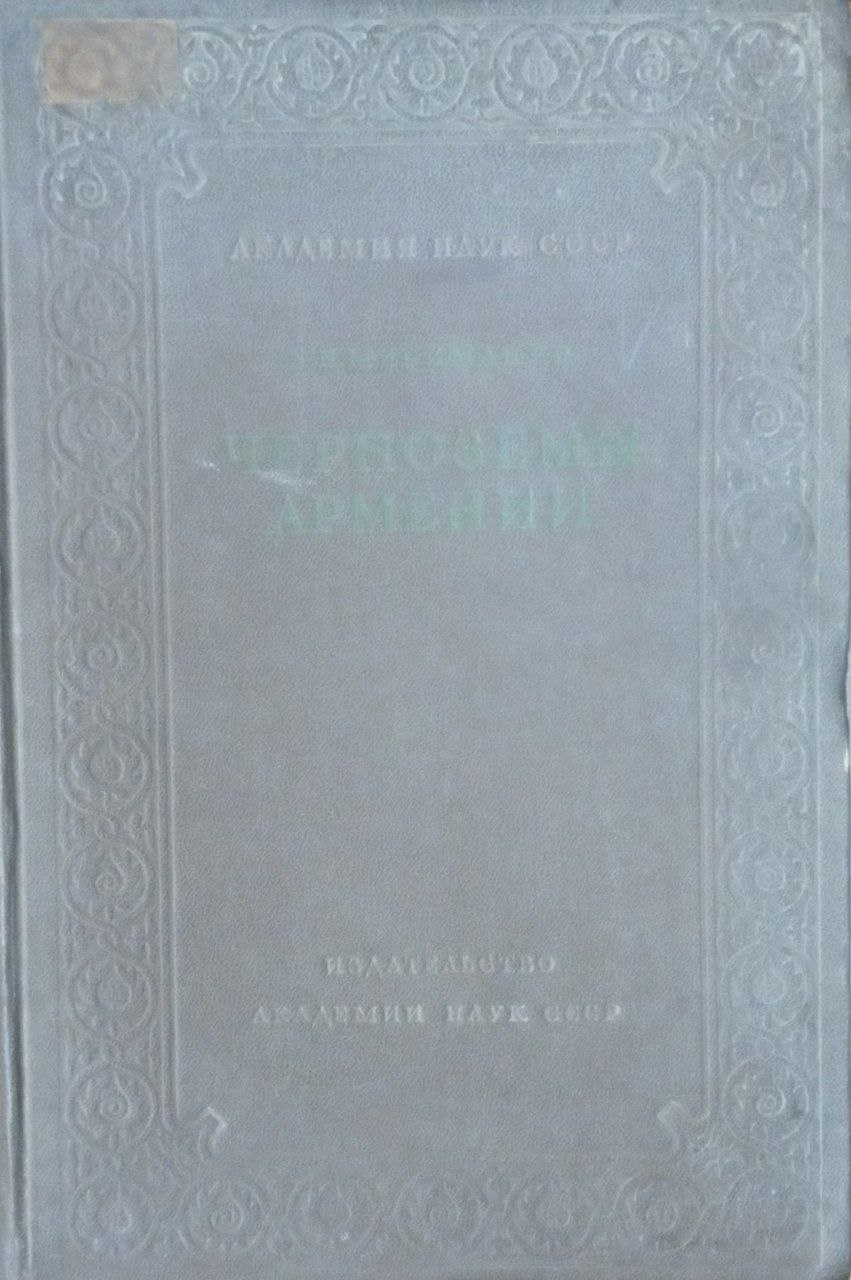 АКАДЕМИЯ НАУК СССР
ЧЕРНОЗЕМЫ
АРМЕНИИ
ИЗДАТЕЛЬСТВО
АКАДЕМИИ НАУК СССР